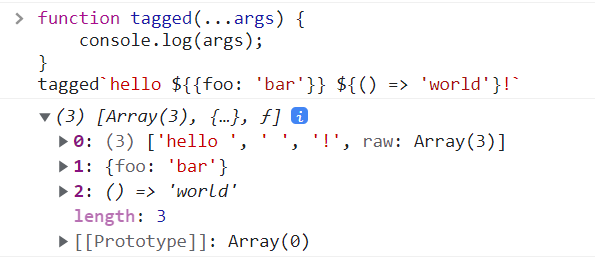 > function tagged(...args) {
    console.log(args);
}
tagged`hello ${{foo: 'bar'}} ${() => 'world'}!`
▼ (3) [Array(3), {…}, ƒ] i
▶ 0: (3) ['hello ', ' ', '!', raw: Array(3)]
▶ 1: {foo: 'bar'}
▶ 2: () => 'world'
length: 3
▶ [[Prototype]]: Array(0)